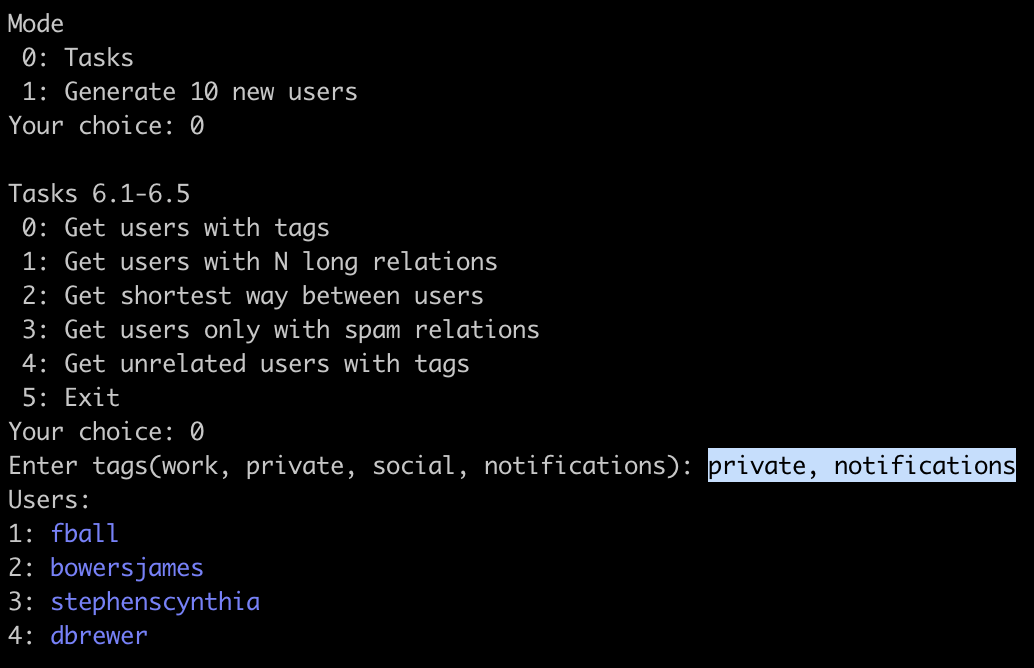 Mode
0: Tasks
1: Generate 10 new users
Your choice: 0
Tasks 6.1-6.5
0: Get users with tags
1: Get users with N long relations
2: Get shortest way between users
3: Get users only with spam relations
4: Get unrelated users with tags
5: Exit
Your choice: 0
Enter tags(work, private, social, notifications): private, notifications
Users:
1: fball
2: bowersjames
3: stephenscynthia
4: dbrewer